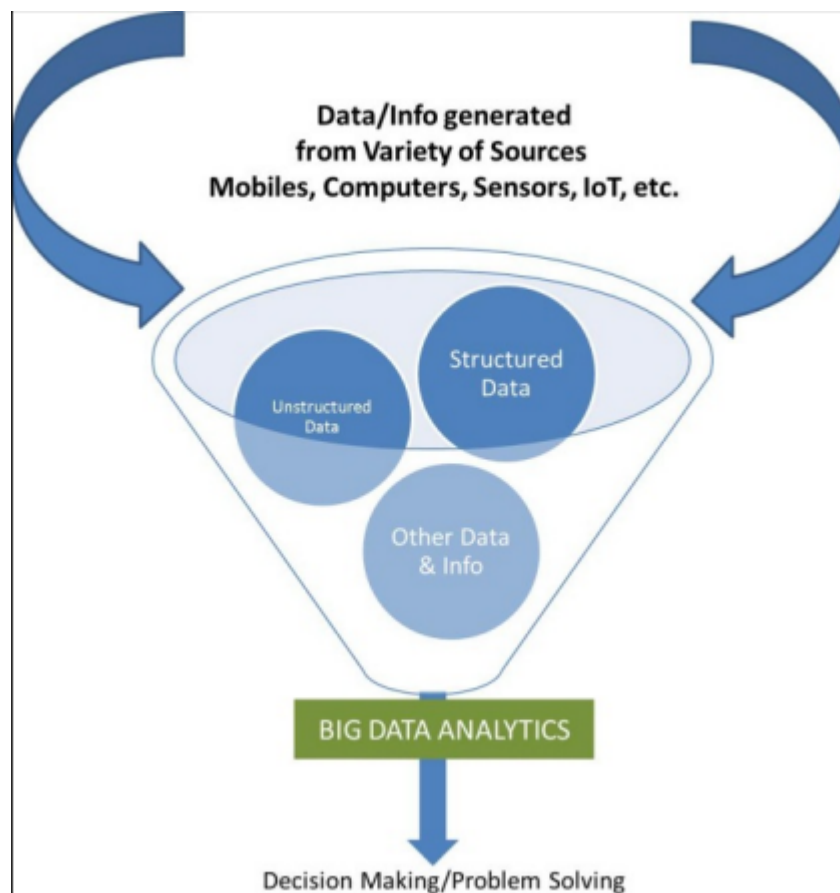 Data/Info generated
from Variety of Sources
Mobiles, Computers, Sensors, IoT, etc.
Structured
Data
Unstructured
Data
Other Data
& Info
BIG DATA ANALYTICS
Decision Making/Problem Solving